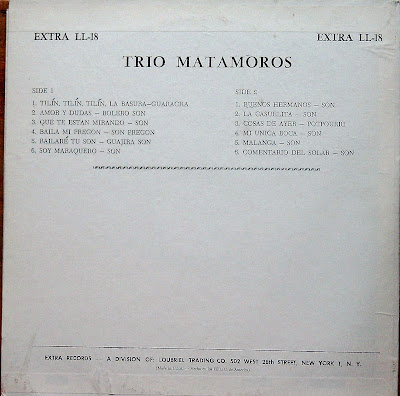 EXTRA LL-18
EXTRA LL-18
TRIO MATAMOROS
SIDE 1
1. TILÍN, TILÍN, TILÍN, LA BASURA—GUARACHA
2. AMOR Y DUDAS — BOLERO SON
3. QUE TE ESTAN MIRANDO — SON
4. BAILA MI PREGON — SON PREGON
5. BAILARÉ TU SON — GUAJIRA SON
6. SOY MARAQUERO — SON
SIDE 2
1. BUENOS HERMANOS — SON
2. LA CASUELITA — SON
3. COSAS DE AYER — POTPOURRI
4. MI UNICA BOCA — SON
5. MALANGA — SON
6. COMENTARIO DEL SOLAR — SON
EXTRA RECORDS — A DIVISION OF: LOUBRIEL TRADING CO. 502 WEST 28th STREET, NEW YORK 1, N. Y.